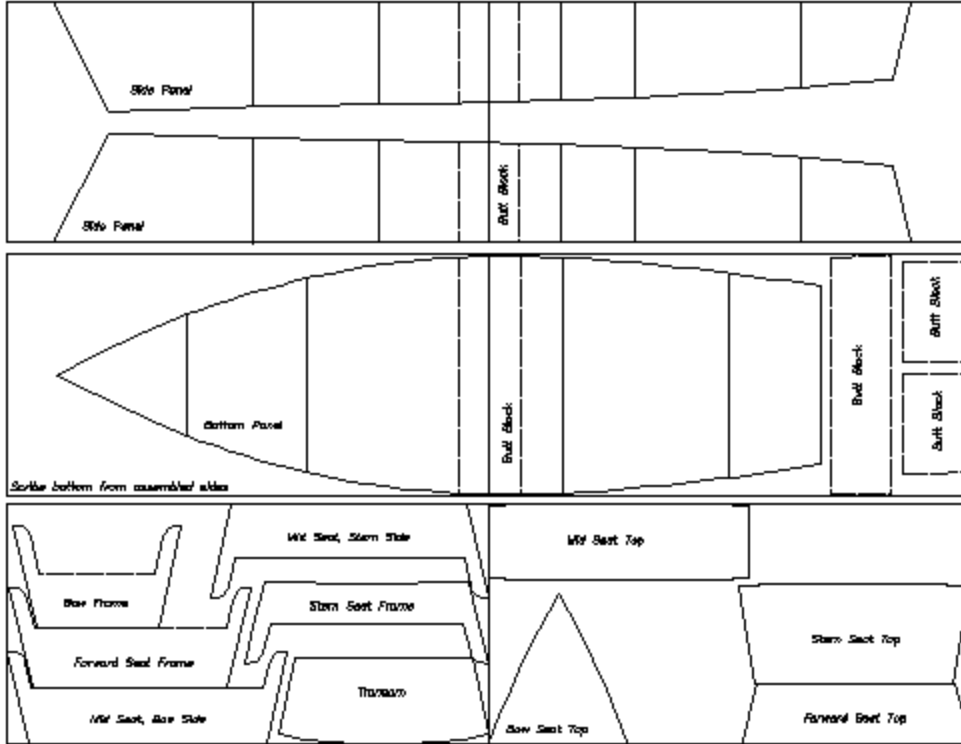 Side Panel
Side Panel
Butt Block
Butt Block
Butt Block
Butt Block
Bottom Panel
Butt Block
Scribe bottom from assembled sides
Mid Seat, Stern Side
Mid Seat Top
Bow Frame
Stern Seat Frame
Stern Seat Top
Forward Seat Frame
Transom
Mid Seat, Bow Side
Bow Seat Top
Forward Seat Top